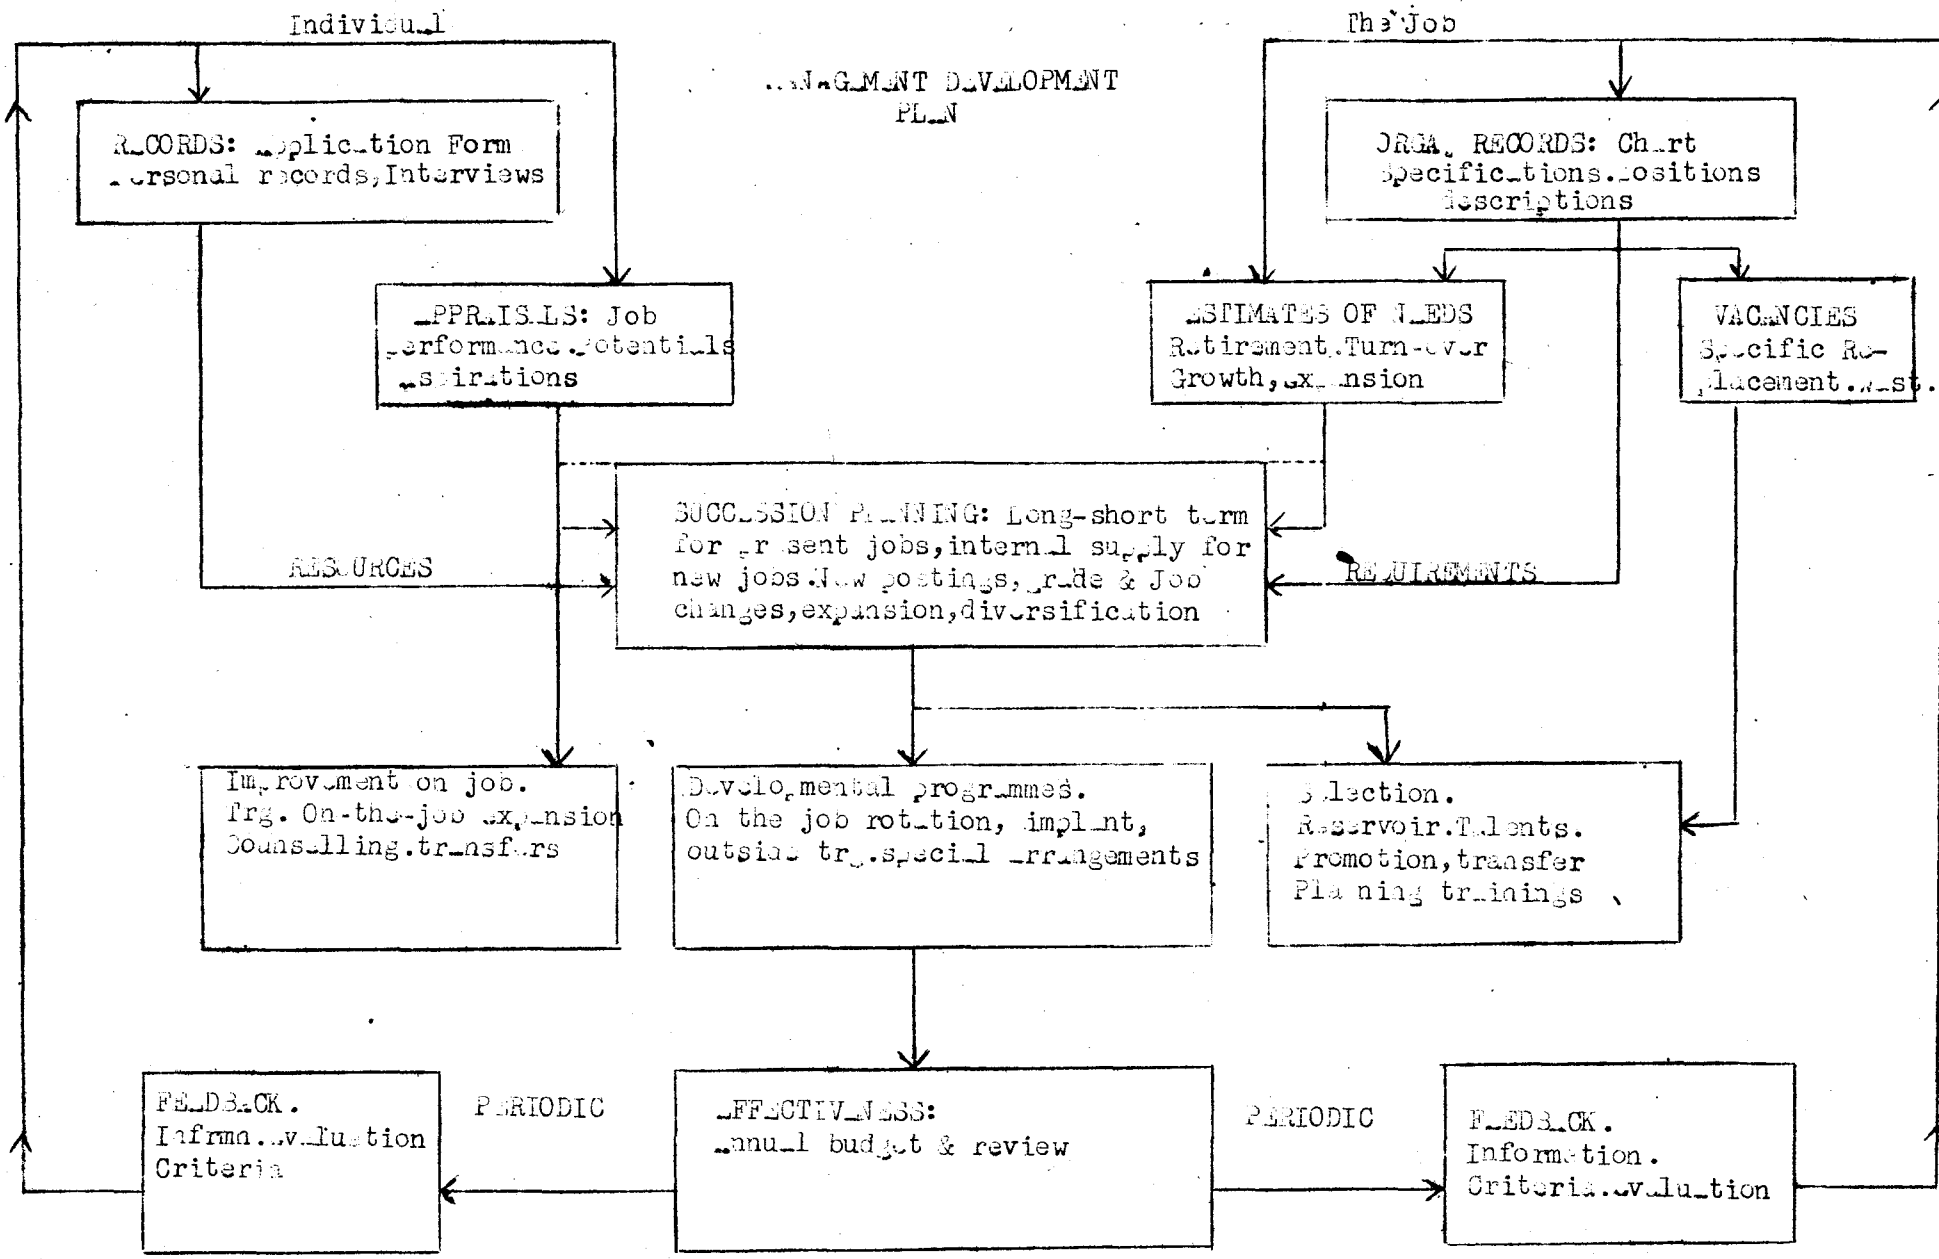 Individual
The Job
MANAGEMENT DEVELOPMENT
PLAN
RECORDS: Application Form
Personal records,Interviews
ORGA. RECORDS: Chart
Specifications.Positions
descriptions
APPRAISALS: Job
performance.Potentials
Aspirations
ESTIMATES OF NEEDS
Retirement.Turn-over
Growth,expansion
VACANCIES
Specific Re-
placement.
SUCCESSION PLANNING: Long-short term
for present jobs,internal supply for
new jobs.New postings,grade & Job
changes,expansion,diversification
RESOURCES
REQUIREMENTS
Improvement on job.
Trg. On-the-job expansion
Counselling.transfers
Developmental programmes.
On the job rotation, implant,
outside trg.special arrangements
Selection.
Reservoir.Talents.
Promotion,transfer
Planing trainings
FEEDBACK.
Infrma.evaluation
Criteria
PERIODIC
EFFECTIVENESS:
Annual budget & review
PERIODIC
FEEDBACK.
Information.
Criteria.evaluation